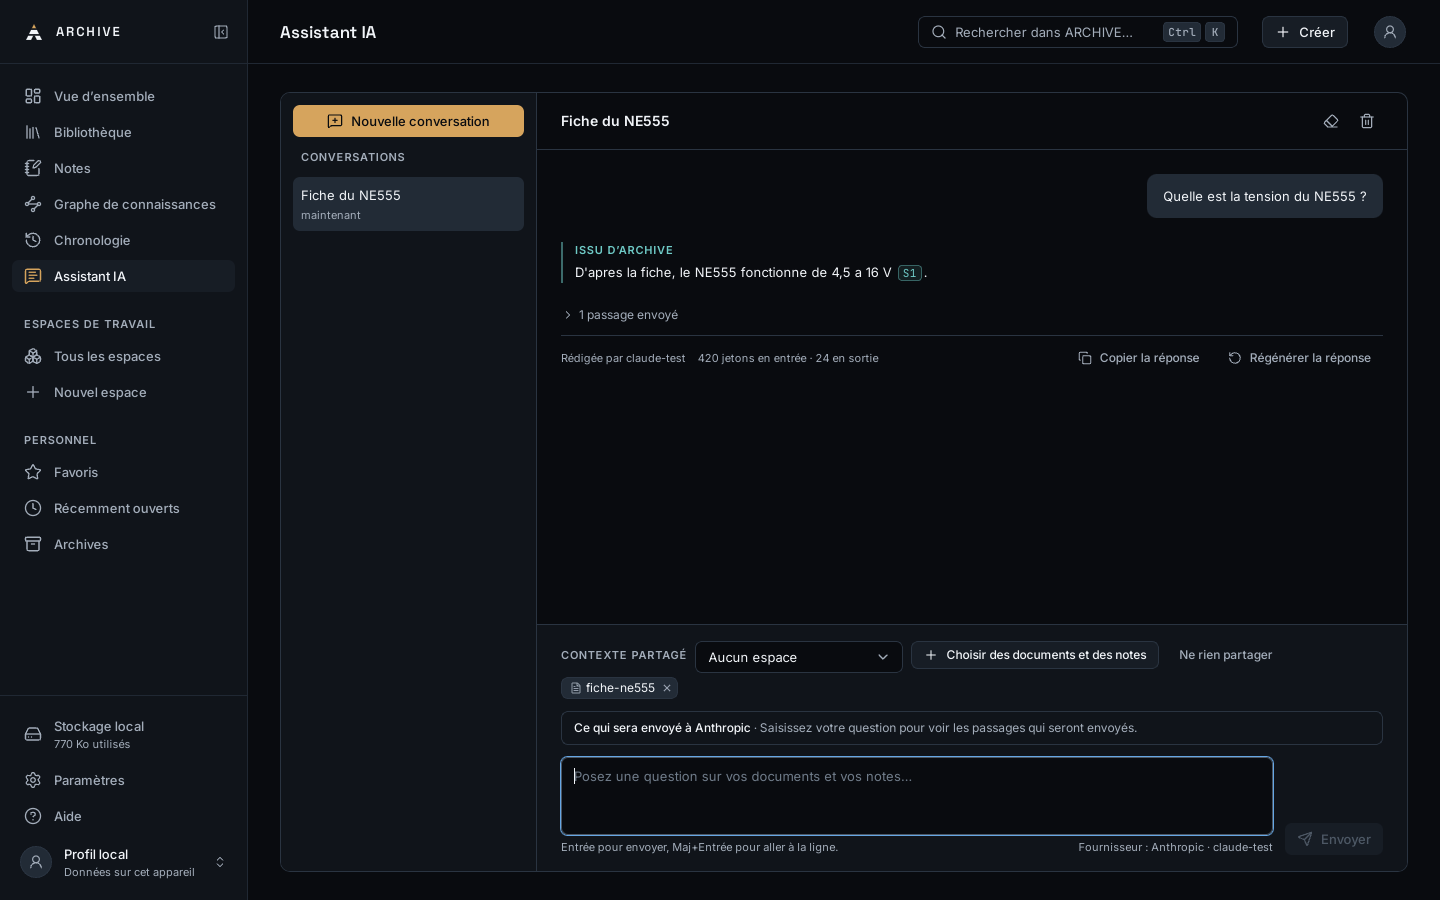 ARCHIVE
Assistant IA
Rechercher dans ARCHIVE...
Ctrl
K
Créer
Vue d'ensemble
Bibliothèque
Notes
Graphe de connaissances
Chronologie
Assistant IA
ESPACES DE TRAVAIL
Tous les espaces
Nouvel espace
PERSONNEL
Favoris
Récemment ouverts
Archives
Stockage local
770 Ko utilisés
Paramètres
Aide
Profil local
Données sur cet appareil
Nouvelle conversation
CONVERSATIONS
Fiche du NE555
maintenant
Fiche du NE555
Quelle est la tension du NE555 ?
ISSU D'ARCHIVE
D'apres la fiche, le NE555 fonctionne de 4,5 a 16 V S1.
1 passage envoyé
Rédigée par claude-test 420 jetons en entrée · 24 en sortie
Copier la réponse
Régénérer la réponse
CONTEXTE PARTAGÉ
Aucun espace
Choisir des documents et des notes
Ne rien partager
fiche-ne555
Ce qui sera envoyé à Anthropic · Saisissez votre question pour voir les passages qui seront envoyés.
Posez une question sur vos documents et vos notes...
Envoyer
Entrée pour envoyer, Maj+Entrée pour aller à la ligne.
Fournisseur : Anthropic · claude-test